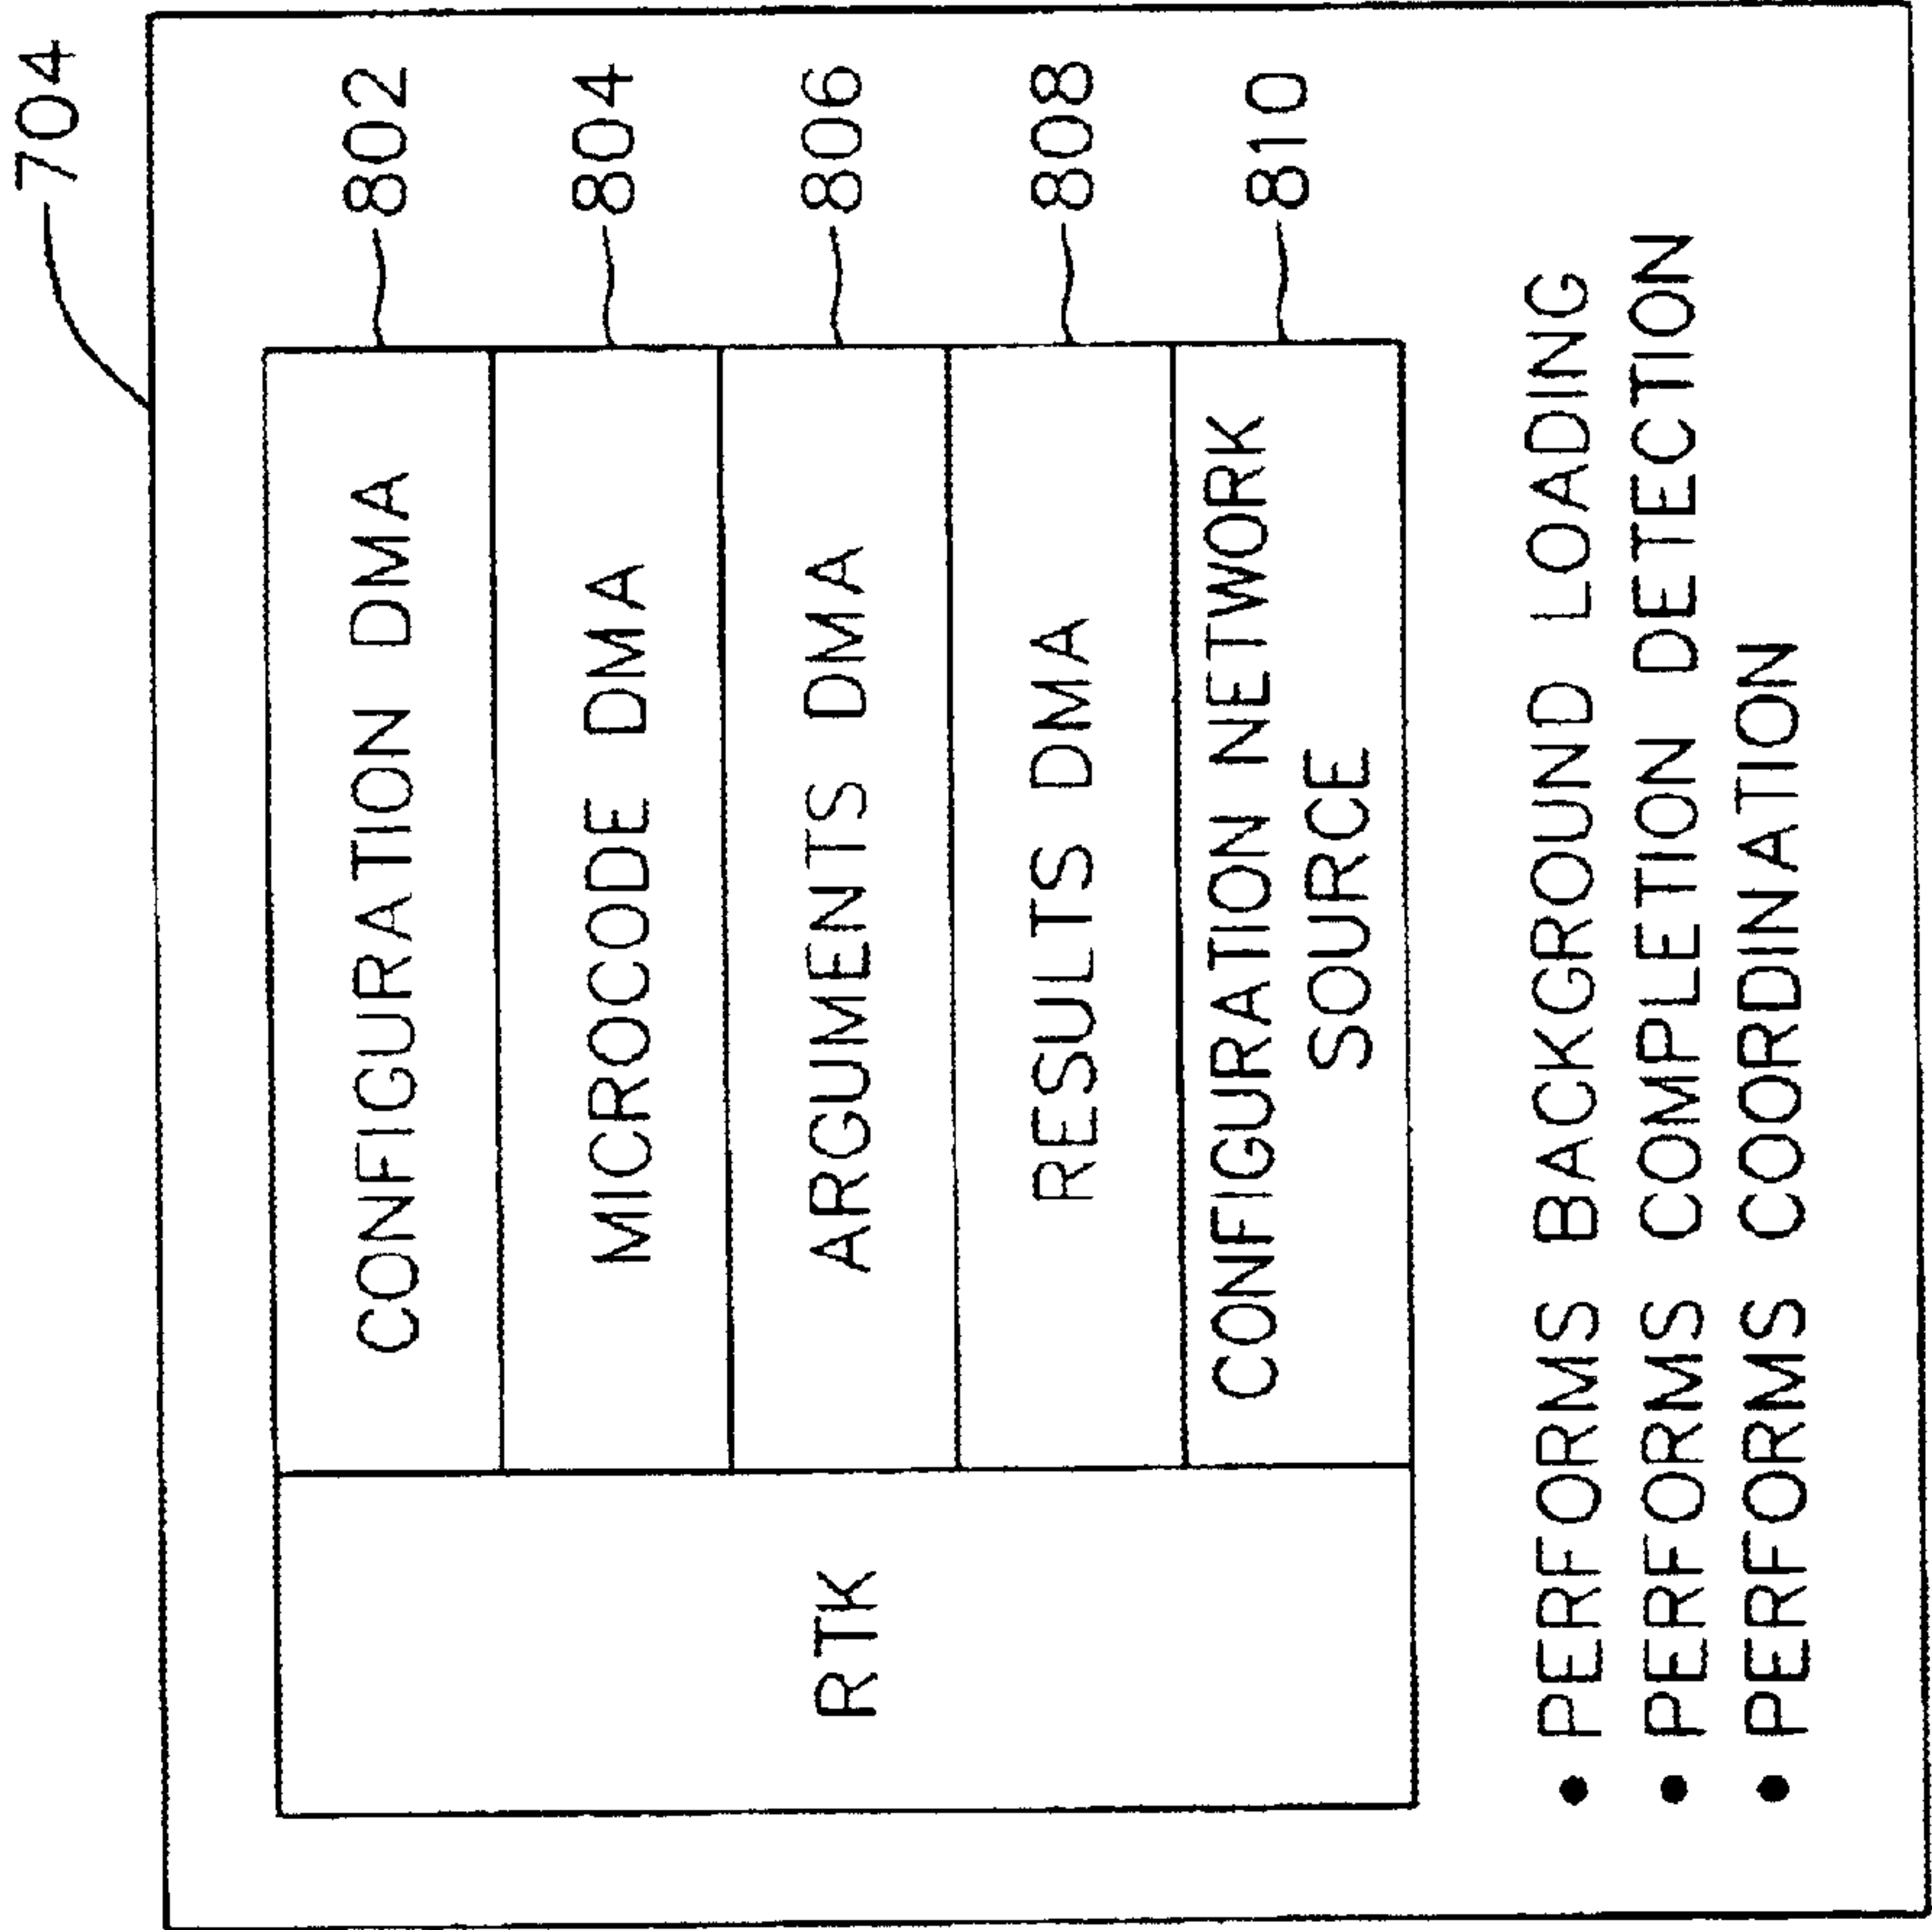 704
CONFIGURATION DMA
802
MICROCODE DMA
804
RTK
ARGUMENTS DMA
806
RESULTS DMA
808
CONFIGURATION NETWORK
SOURCE
810
• PERFORMS BACKGROUND LOADING
• PERFORMS COMPLETION DETECTION
• PERFORMS COORDINATION